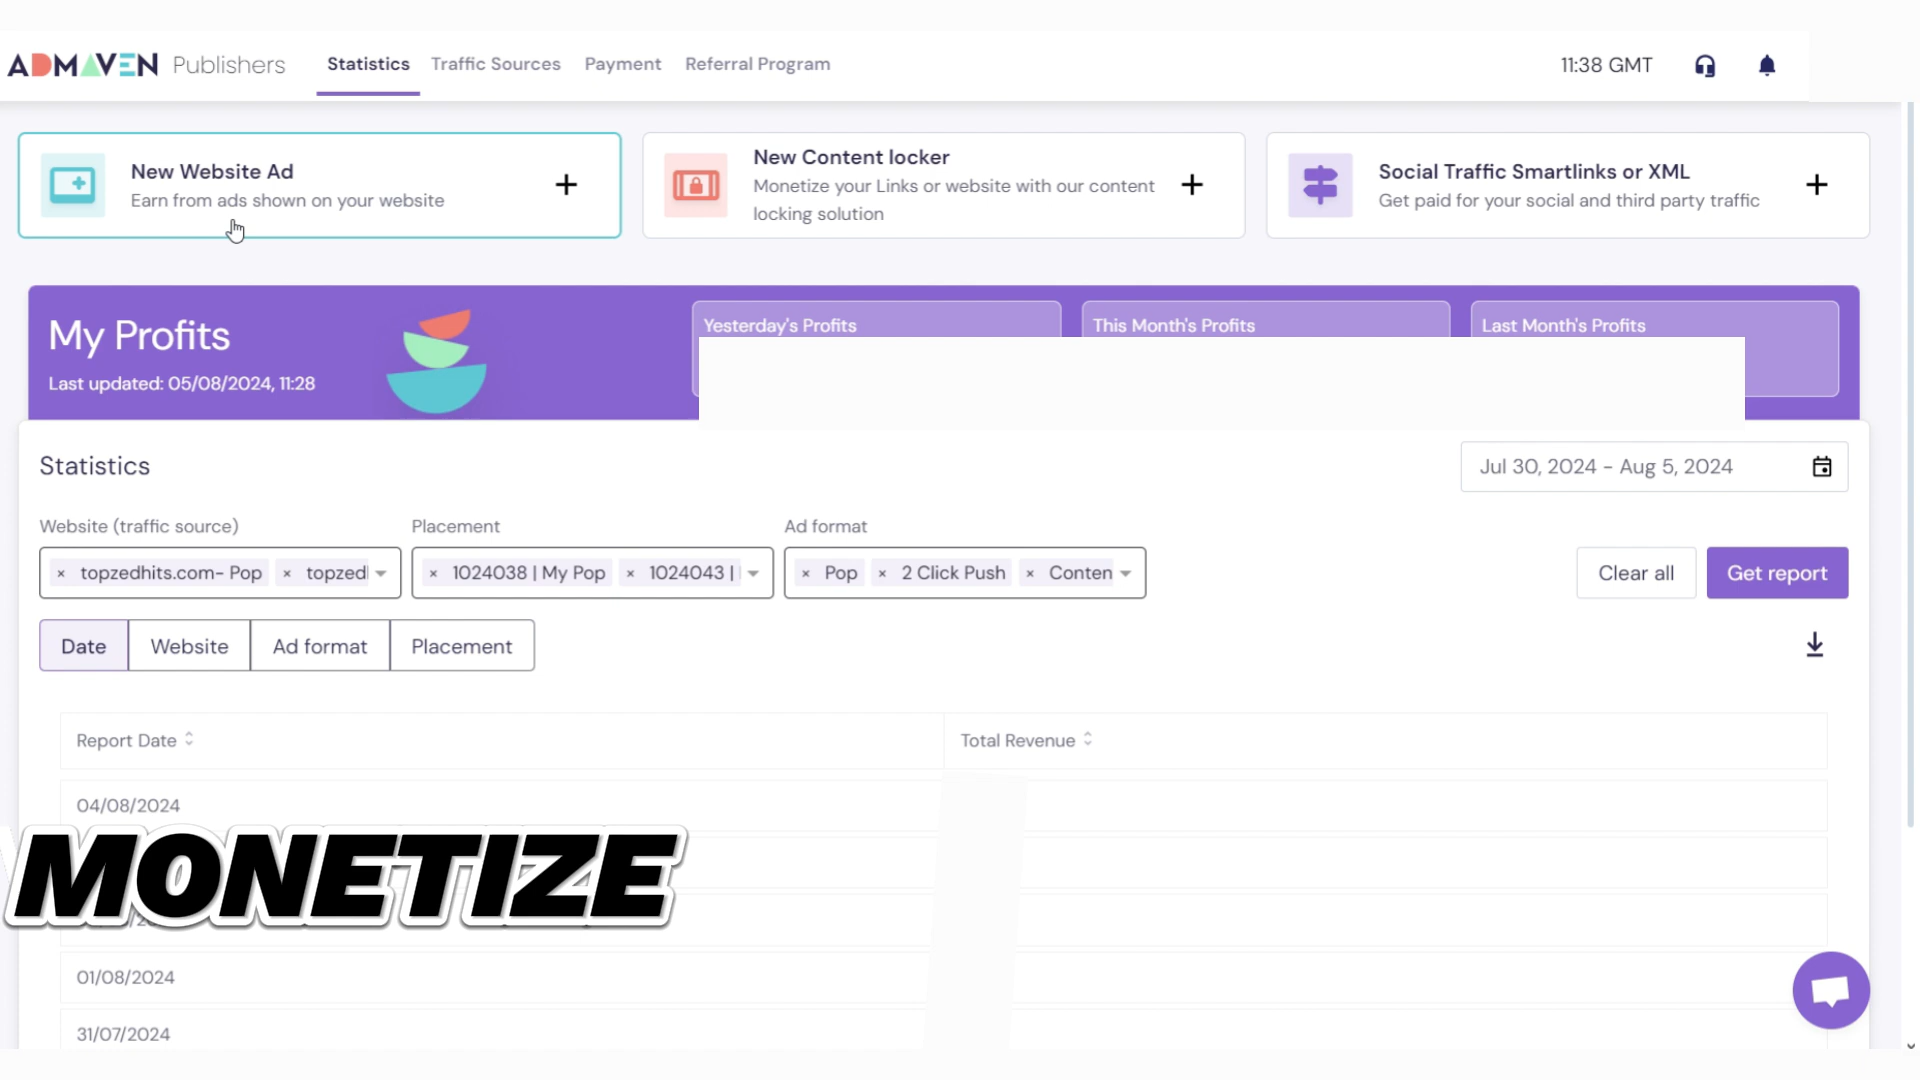 ADMAVEN Publishers Statistics Traffic Sources Payment Referral Program 11:38 GMT
New Website Ad
Earn from ads shown on your website
+
New Content locker
Monetize your Links or website with our content
locking solution
+
Social Traffic Smartlinks or XML
Get paid for your social and third party traffic
+
My Profits
Last updated: 05/08/2024, 11:28
Yesterday's Profits
This Month's Profits
Last Month's Profits
Statistics
Jul 30, 2024 - Aug 5, 2024
Website (traffic source) Placement Ad format
× topzedhits.com- Pop × topzed
× 1024038 | My Pop × 1024043 |
× Pop × 2 Click Push × Conten
Clear all
Get report
Date Website Ad format Placement
Report Date Total Revenue
04/08/2024
MONETIZE
01/08/2024
31/07/2024